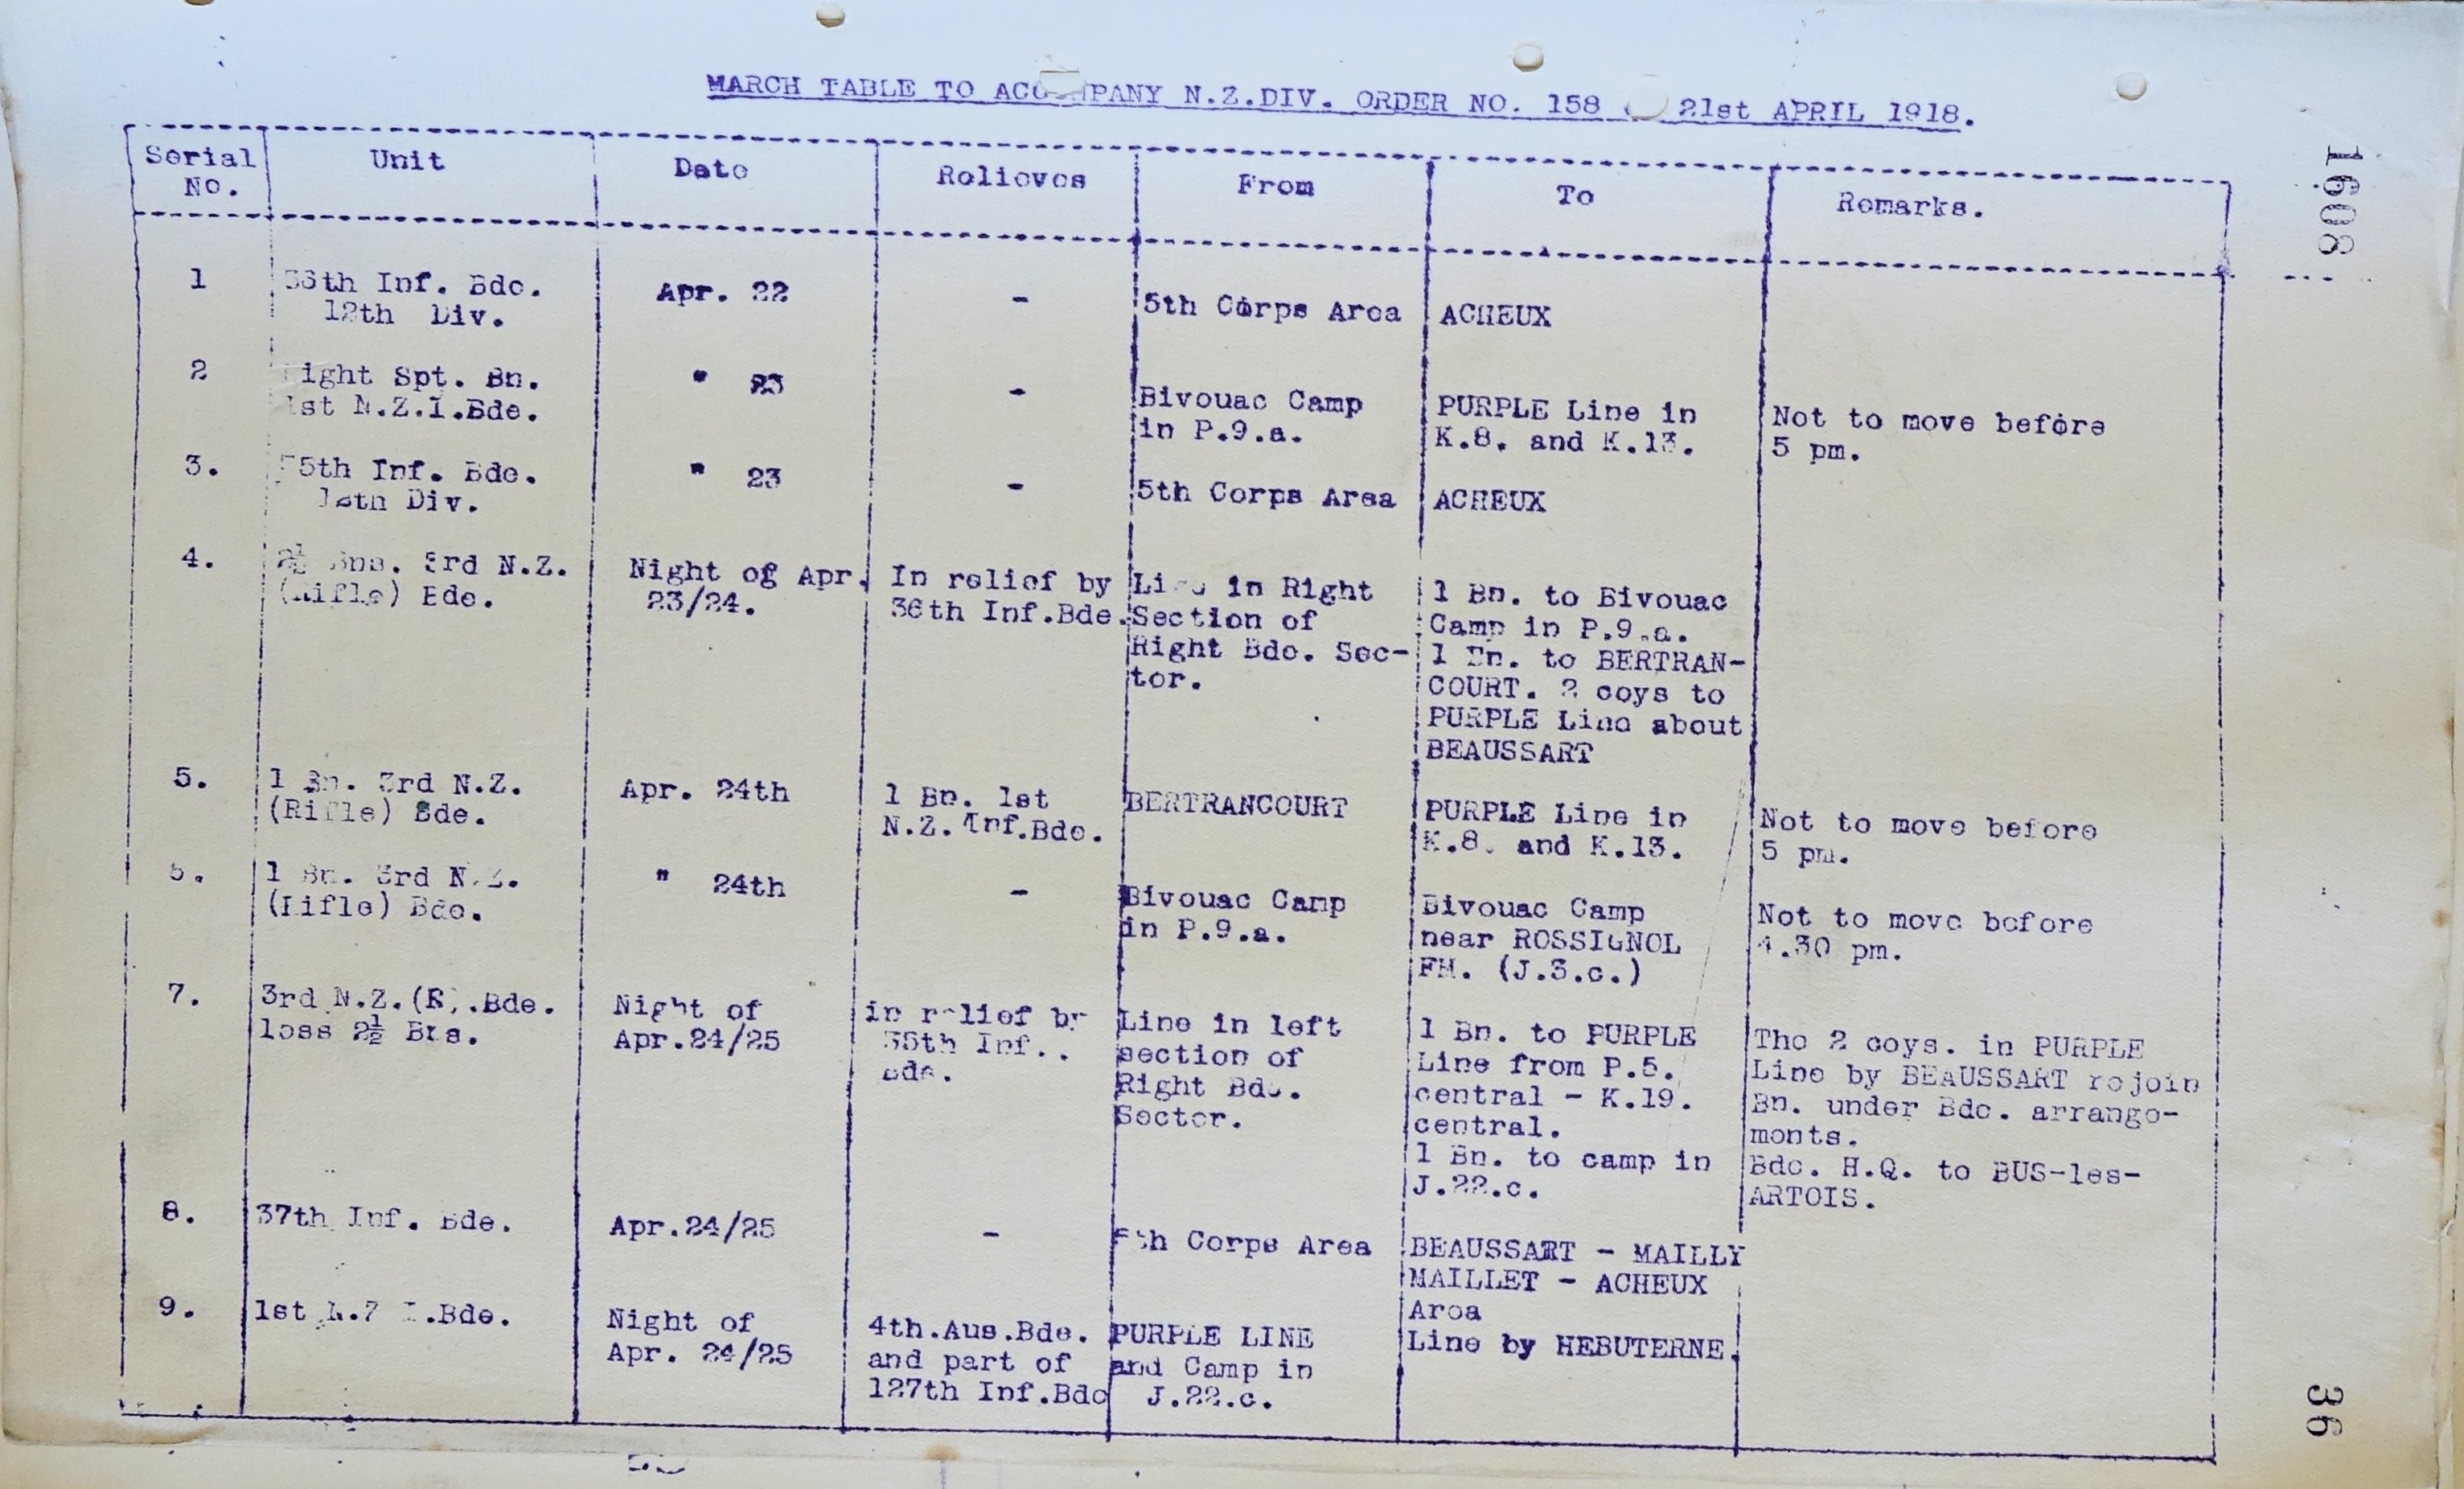 MARCH TABLE TO ACCOMPANY N.Z.DIV. ORDER NO. 158 21st APRIL 1918.
Serial No. Unit Date Relieves From To Remarks.
1 36th Inf. Bde. Apr. 22 - 5th Corps Area ACHEUX
12th Div.
2 Right Spt. Bn. " 23 - Bivouac Camp PURPLE Line in Not to move before
1st N.Z.I.Bde. in P.9.a. K.8. and K.13. 5 pm.
3. 35th Inf. Bde. " 23 - 5th Corps Area ACHEUX
12th Div.
4. 2½ Bns. 3rd N.Z. Night of Apr. In relief by Line in Right 1 Bn. to Bivouac
(Rifle) Bde. 23/24. 36th Inf.Bde. Section of Camp in P.9.a.
Right Bde. Sec- 1 Bn. to BERTRAN-
tor. COURT. 2 coys to
PURPLE Line about
BEAUSSART
5. 1 Bn. 3rd N.Z. Apr. 24th 1 Bn. 1st BERTRANCOURT PURPLE Line in Not to move before
(Rifle) Bde. N.Z. Inf.Bde. K.8. and K.13. 5 pm.
6. 1 Bn. 3rd N.Z. " 24th - Bivouac Camp Bivouac Camp Not to move before
(Rifle) Bde. in P.9.a. near ROSSIGNOL 4.30 pm.
FM. (J.3.c.)
7. 3rd N.Z.(R).Bde. Night of in relief by Line in left 1 Bn. to PURPLE The 2 coys. in PURPLE
less 2½ Bns. Apr.24/25 35th Inf. section of Line from P.5. Line by BEAUSSART rejoin
Bde. Right Bde. central - K.19. Bn. under Bde. arrange-
Sector. central. ments.
1 Bn. to camp in Bde. H.Q. to BUS-les-
J.22.c. ARTOIS.
8. 37th Inf. Bde. Apr.24/25 - 5th Corps Area BEAUSSART - MAILLY
MAILLET - ACHEUX
Area
9. 1st N.Z.I.Bde. Night of 4th.Aus.Bde. PURPLE LINE Line by HEBUTERNE.
Apr. 24/25 and part of and Camp in
127th Inf.Bde J.22.c.
1608
36